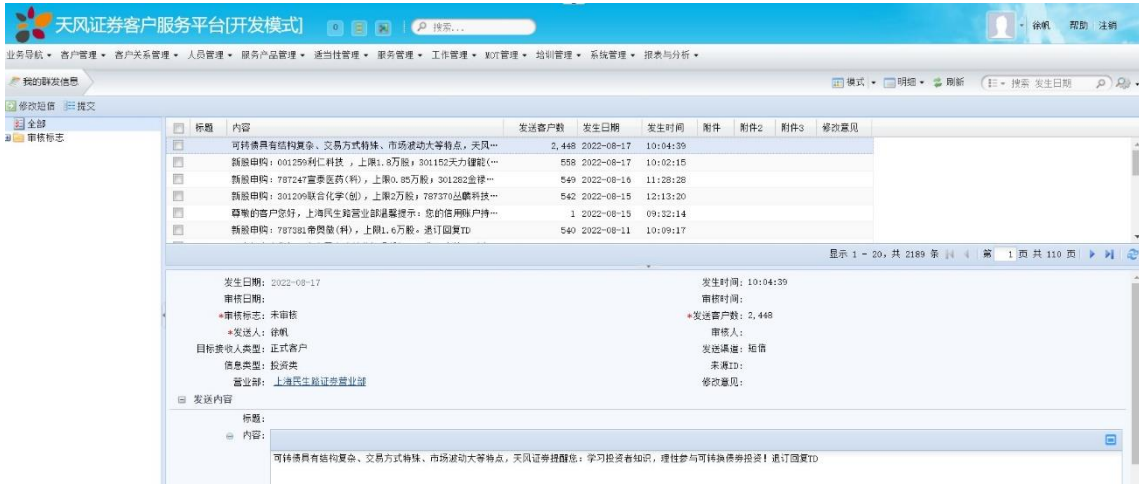 天风证券客户服务平台[开发模式] 搜索... 徐帆 帮助 注销
业务导航 客户管理 客户关系管理 人员管理 服务产品管理 适当性管理 服务管理 工作管理 MOT管理 培训管理 系统管理 报表与分析
我的群发信息 模式 明细 刷新 搜索 发生日期
修改短信 提交
全部
审核标志
标题 内容 发送客户数 发生日期 发生时间 附件 附件2 附件3 修改意见
可转债具有结构复杂、交易方式特殊、市场波动大等特点，天风… 2,448 2022-08-17 10:04:39
新股申购：001259利仁科技 ，上限1.8万股；301152天力锂能(… 558 2022-08-17 10:02:15
新股申购：787247宣泰医药(科)，上限0.85万股；301282金禄… 549 2022-08-16 11:28:28
新股申购：301209联合化学(创)，上限2万股；787370丛麟科技… 542 2022-08-15 12:13:20
尊敬的客户您好，上海民生路营业部温馨提示：您的信用账户持… 1 2022-08-15 09:32:14
新股申购：787381帝奥微(科)，上限1.6万股。退订回复TD 540 2022-08-11 10:09:17
显示 1 - 20，共 2189 条 第 1 页 共 110 页
发生日期: 2022-08-17 发生时间: 10:04:39
审核日期: 审核时间:
*审核标志: 未审核 *发送客户数: 2,448
*发送人: 徐帆 审核人:
目标接收人类型: 正式客户 发送渠道: 短信
信息类型: 投资类 来源ID:
营业部: 上海民生路证券营业部 修改意见:
发送内容
标题:
内容:
可转债具有结构复杂、交易方式特殊、市场波动大等特点，天风证券提醒您：学习投资者知识，理性参与可转换债券投资！退订回复TD